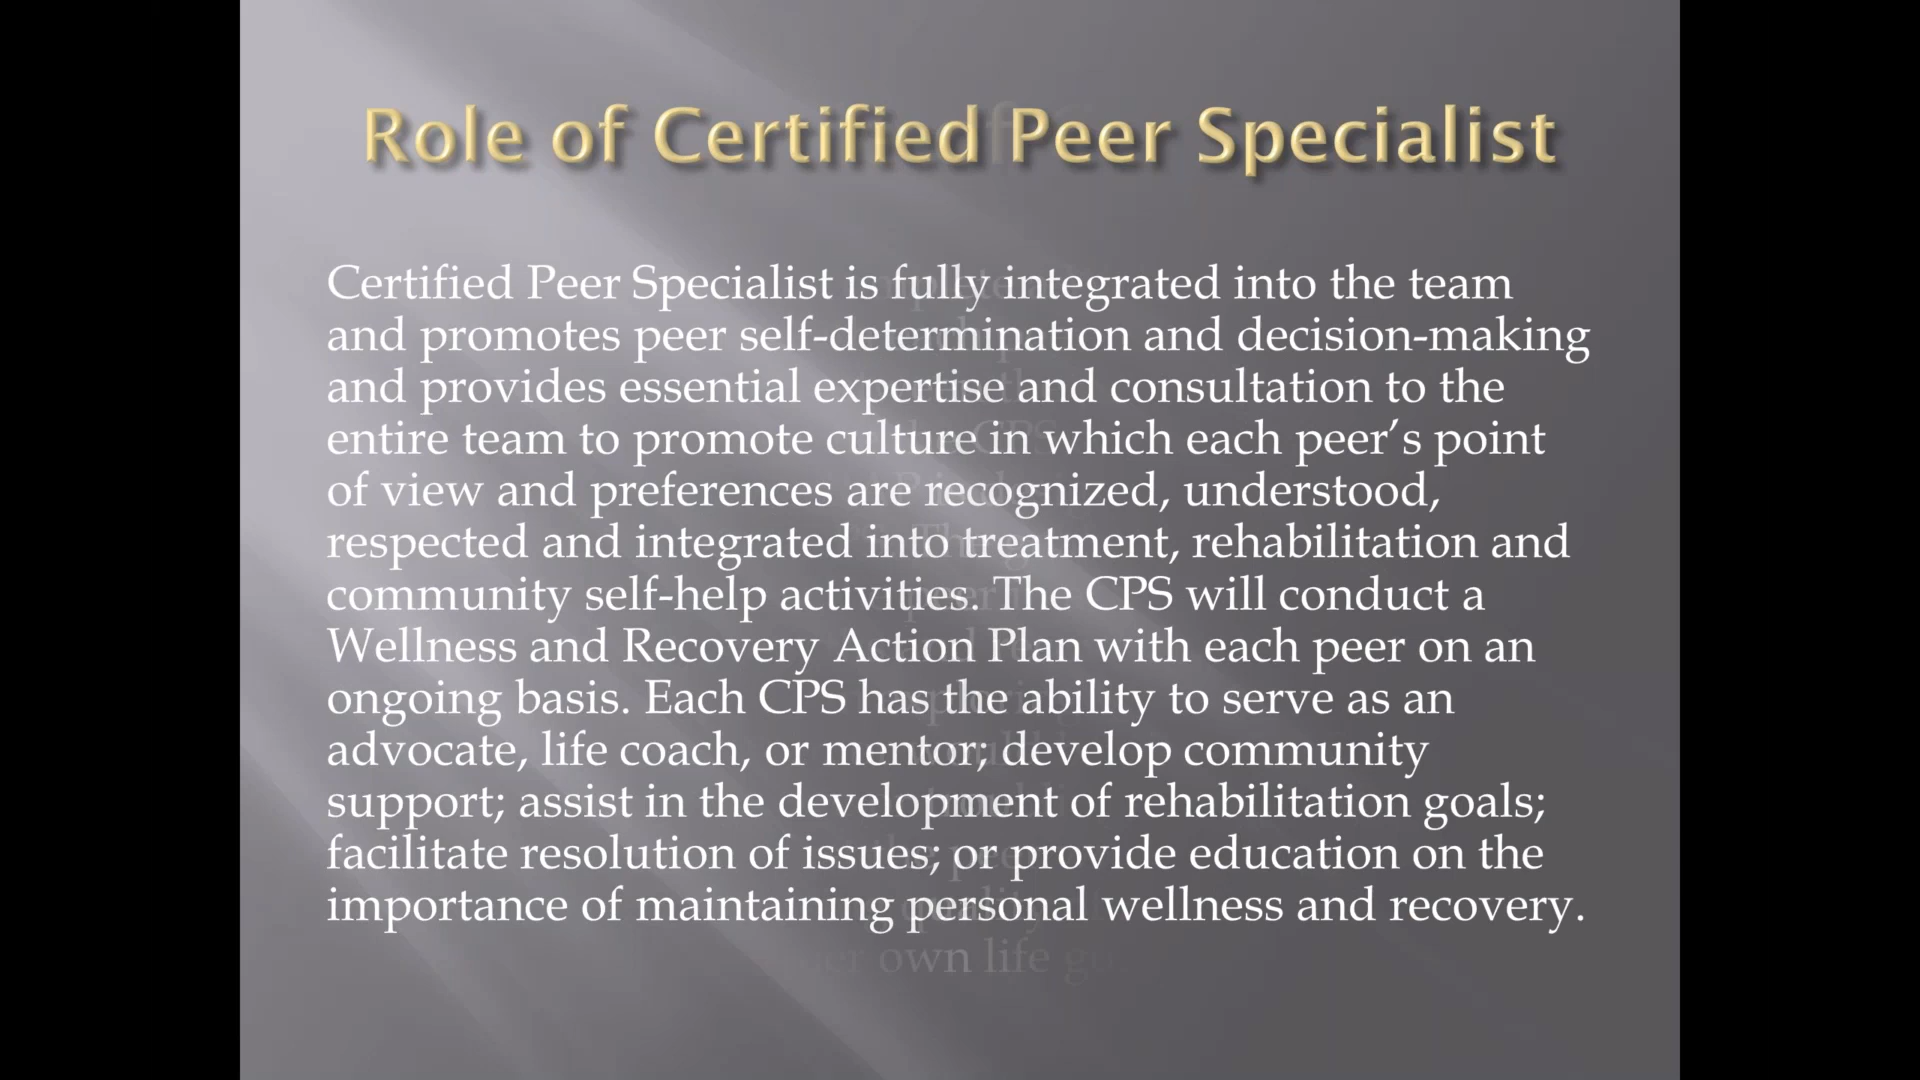 Role of Certified Peer Specialist
Certified Peer Specialist is fully integrated into the team
and promotes peer self-determination and decision-making
and provides essential expertise and consultation to the
entire team to promote culture in which each peer’s point
of view and preferences are recognized, understood,
respected and integrated into treatment, rehabilitation and
community self-help activities. The CPS will conduct a
Wellness and Recovery Action Plan with each peer on an
ongoing basis. Each CPS has the ability to serve as an
advocate, life coach, or mentor; develop community
support; assist in the development of rehabilitation goals;
facilitate resolution of issues; or provide education on the
importance of maintaining personal wellness and recovery.
own life